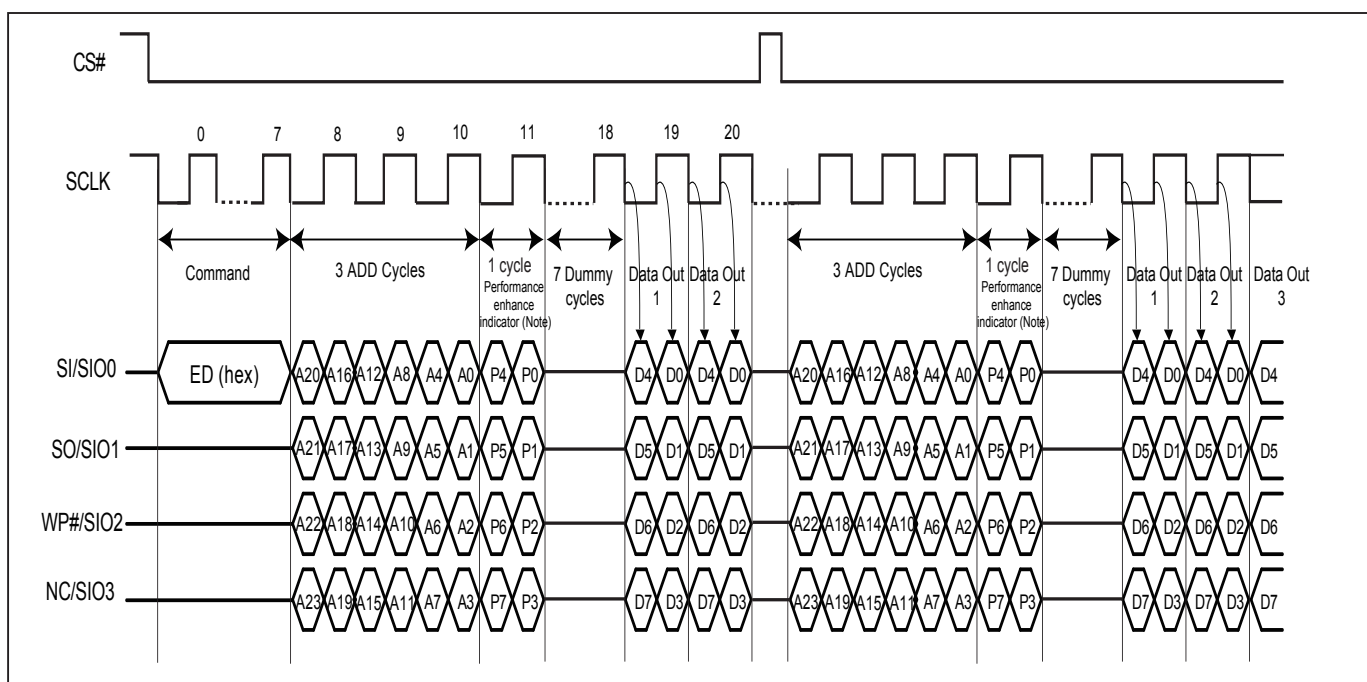 CS#
0 7 8 9 10 11 18 19 20
SCLK
Command
3 ADD Cycles
1 cycle
Performance
enhance
indicator (Note)
7 Dummy
cycles
Data Out
1
Data Out
2
3 ADD Cycles
1 cycle
Performance
enhance
indicator (Note)
7 Dummy
cycles
Data Out
1
Data Out
2
Data Out
3
SI/SIO0 ED (hex) A20 A16 A12 A8 A4 A0 P4 P0 D4 D0 D4 D0 A20 A16 A12 A8 A4 A0 P4 P0 D4 D0 D4 D0 D4
SO/SIO1 A21 A17 A13 A9 A5 A1 P5 P1 D5 D1 D5 D1 A21 A17 A13 A9 A5 A1 P5 P1 D5 D1 D5 D1 D5
WP#/SIO2 A22 A18 A14 A10 A6 A2 P6 P2 D6 D2 D6 D2 A22 A18 A14 A10 A6 A2 P6 P2 D6 D2 D6 D2 D6
NC/SIO3 A23 A19 A15 A11 A7 A3 P7 P3 D7 D3 D7 D3 A23 A19 A15 A11 A7 A3 P7 P3 D7 D3 D7 D3 D7